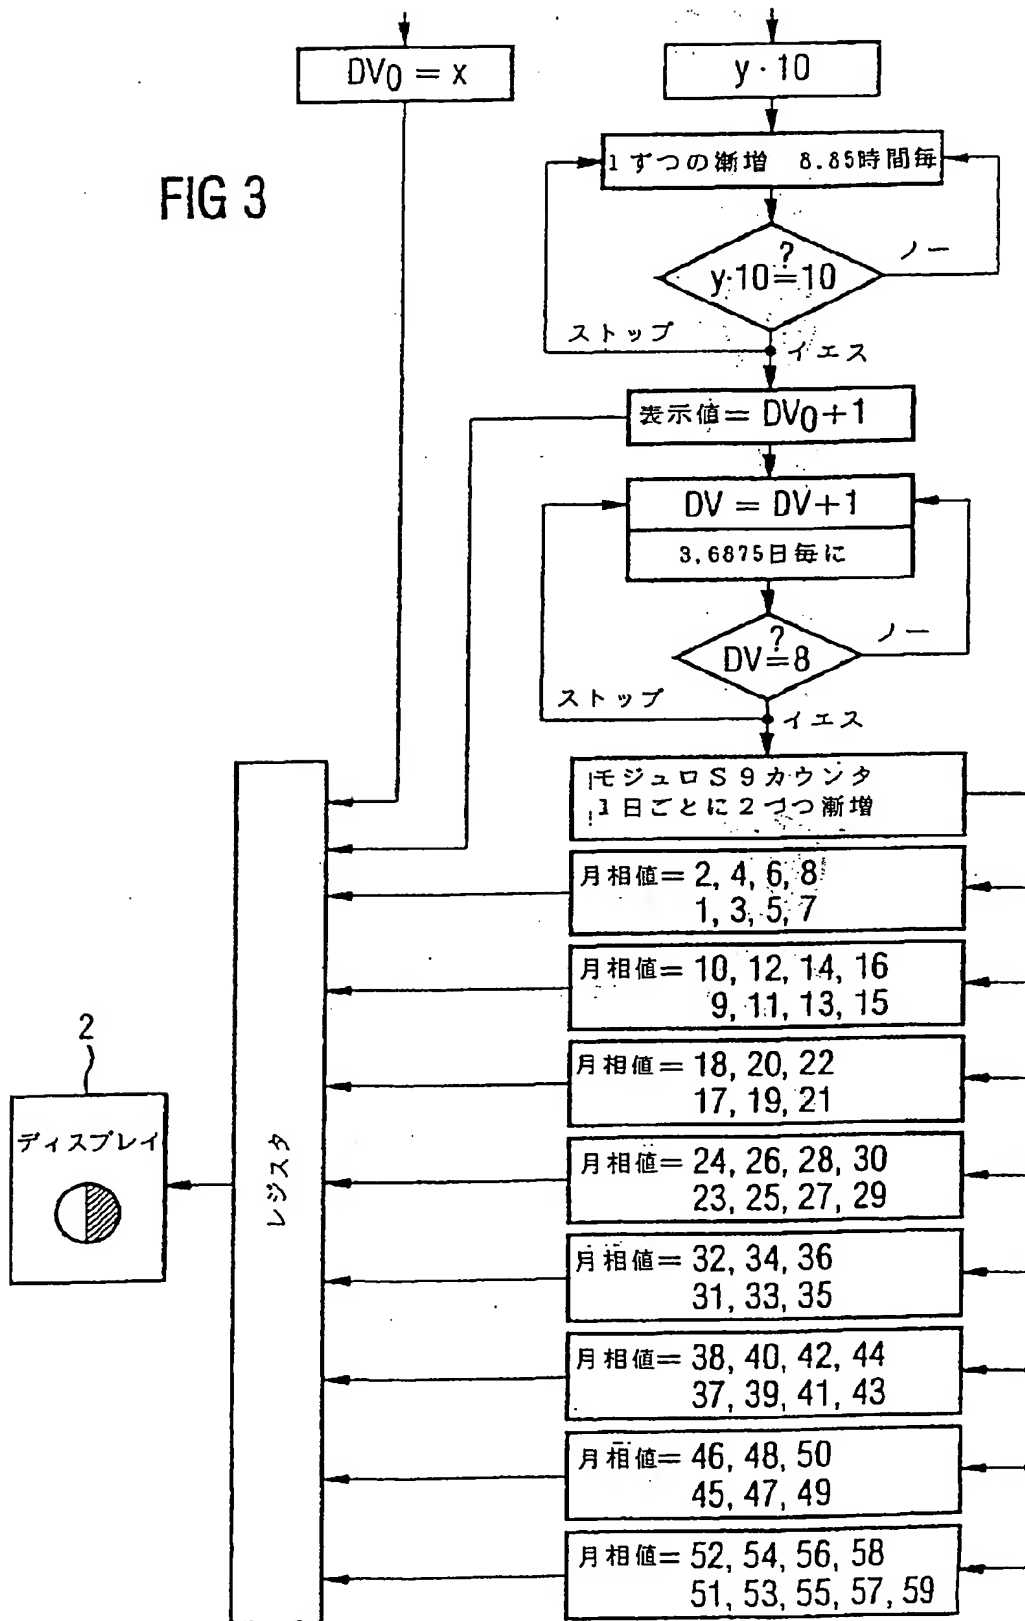 DV0 = x
y · 10
FIG 3
1ずつの漸増 8.85時間毎
?
y·10=10
ノー
ストップ
イエス
表示値= DV0+1
DV = DV+1
3,6875日毎に
?
DV=8
ノー
ストップ
イエス
モジュロS9カウンタ
1日ごとに2づつ漸増
月相値= 2, 4, 6, 8
1, 3, 5, 7
月相値= 10, 12, 14, 16
9, 11, 13, 15
月相値= 18, 20, 22
17, 19, 21
月相値= 24, 26, 28, 30
23, 25, 27, 29
月相値= 32, 34, 36
31, 33, 35
月相値= 38, 40, 42, 44
37, 39, 41, 43
月相値= 46, 48, 50
45, 47, 49
月相値= 52, 54, 56, 58
51, 53, 55, 57, 59
レジスタ
2
ディスプレイ